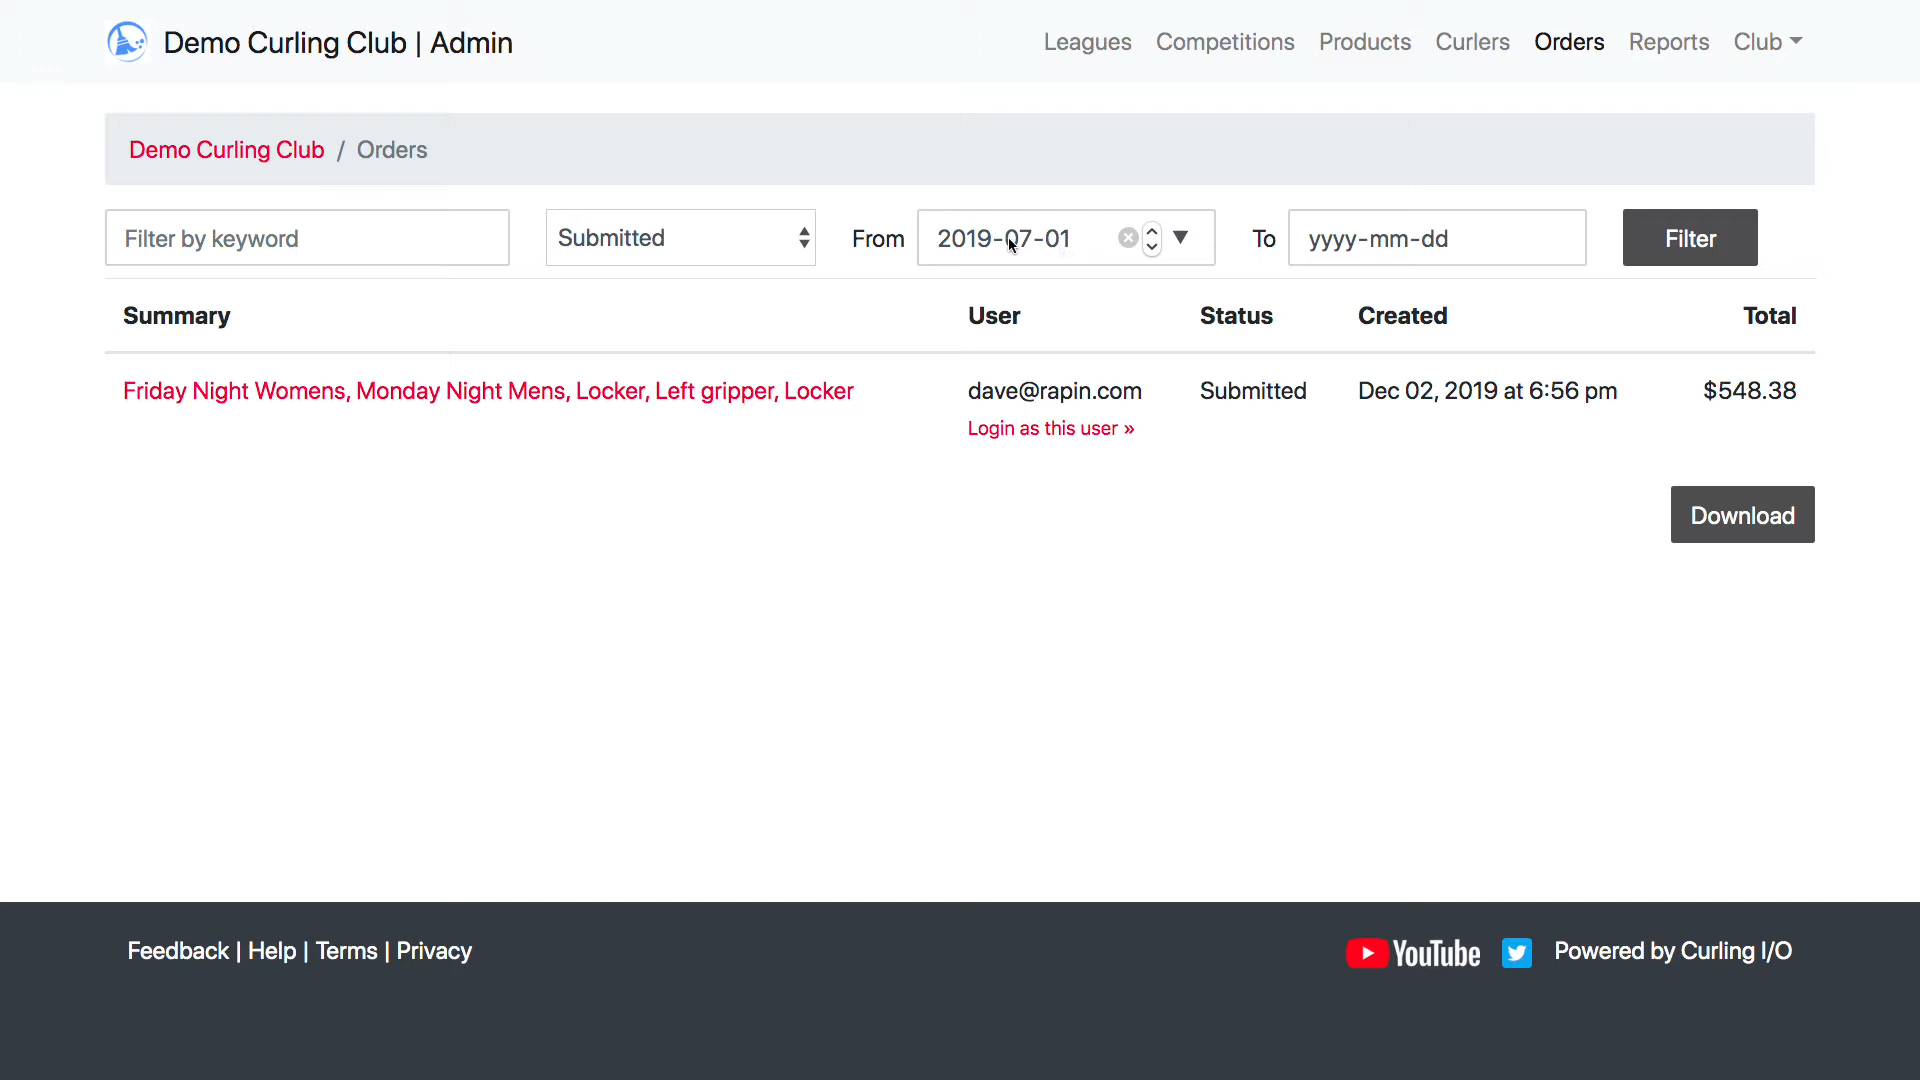 Demo Curling Club | Admin
Leagues Competitions Products Curlers Orders Reports Club
Demo Curling Club / Orders
Filter by keyword Submitted From 2019-07-01 To yyyy-mm-dd Filter
Summary User Status Created Total
Friday Night Womens, Monday Night Mens, Locker, Left gripper, Locker dave@rapin.com Submitted Dec 02, 2019 at 6:56 pm $548.38
Login as this user »
Download
Feedback | Help | Terms | Privacy YouTube Powered by Curling I/O